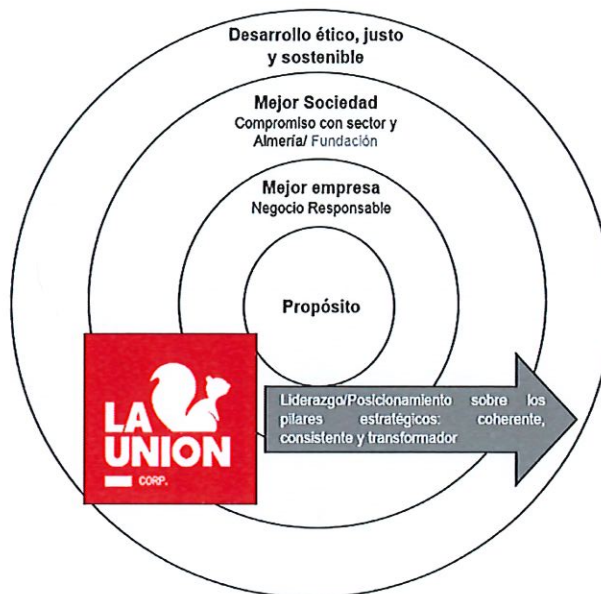 Desarrollo ético, justo
y sostenible
Mejor Sociedad
Compromiso con sector y
Almería/ Fundación
Mejor empresa
Negocio Responsable
Propósito
LA
UNION
CORP.
Liderazgo/Posicionamiento sobre los
pilares estratégicos: coherente,
consistente y transformador